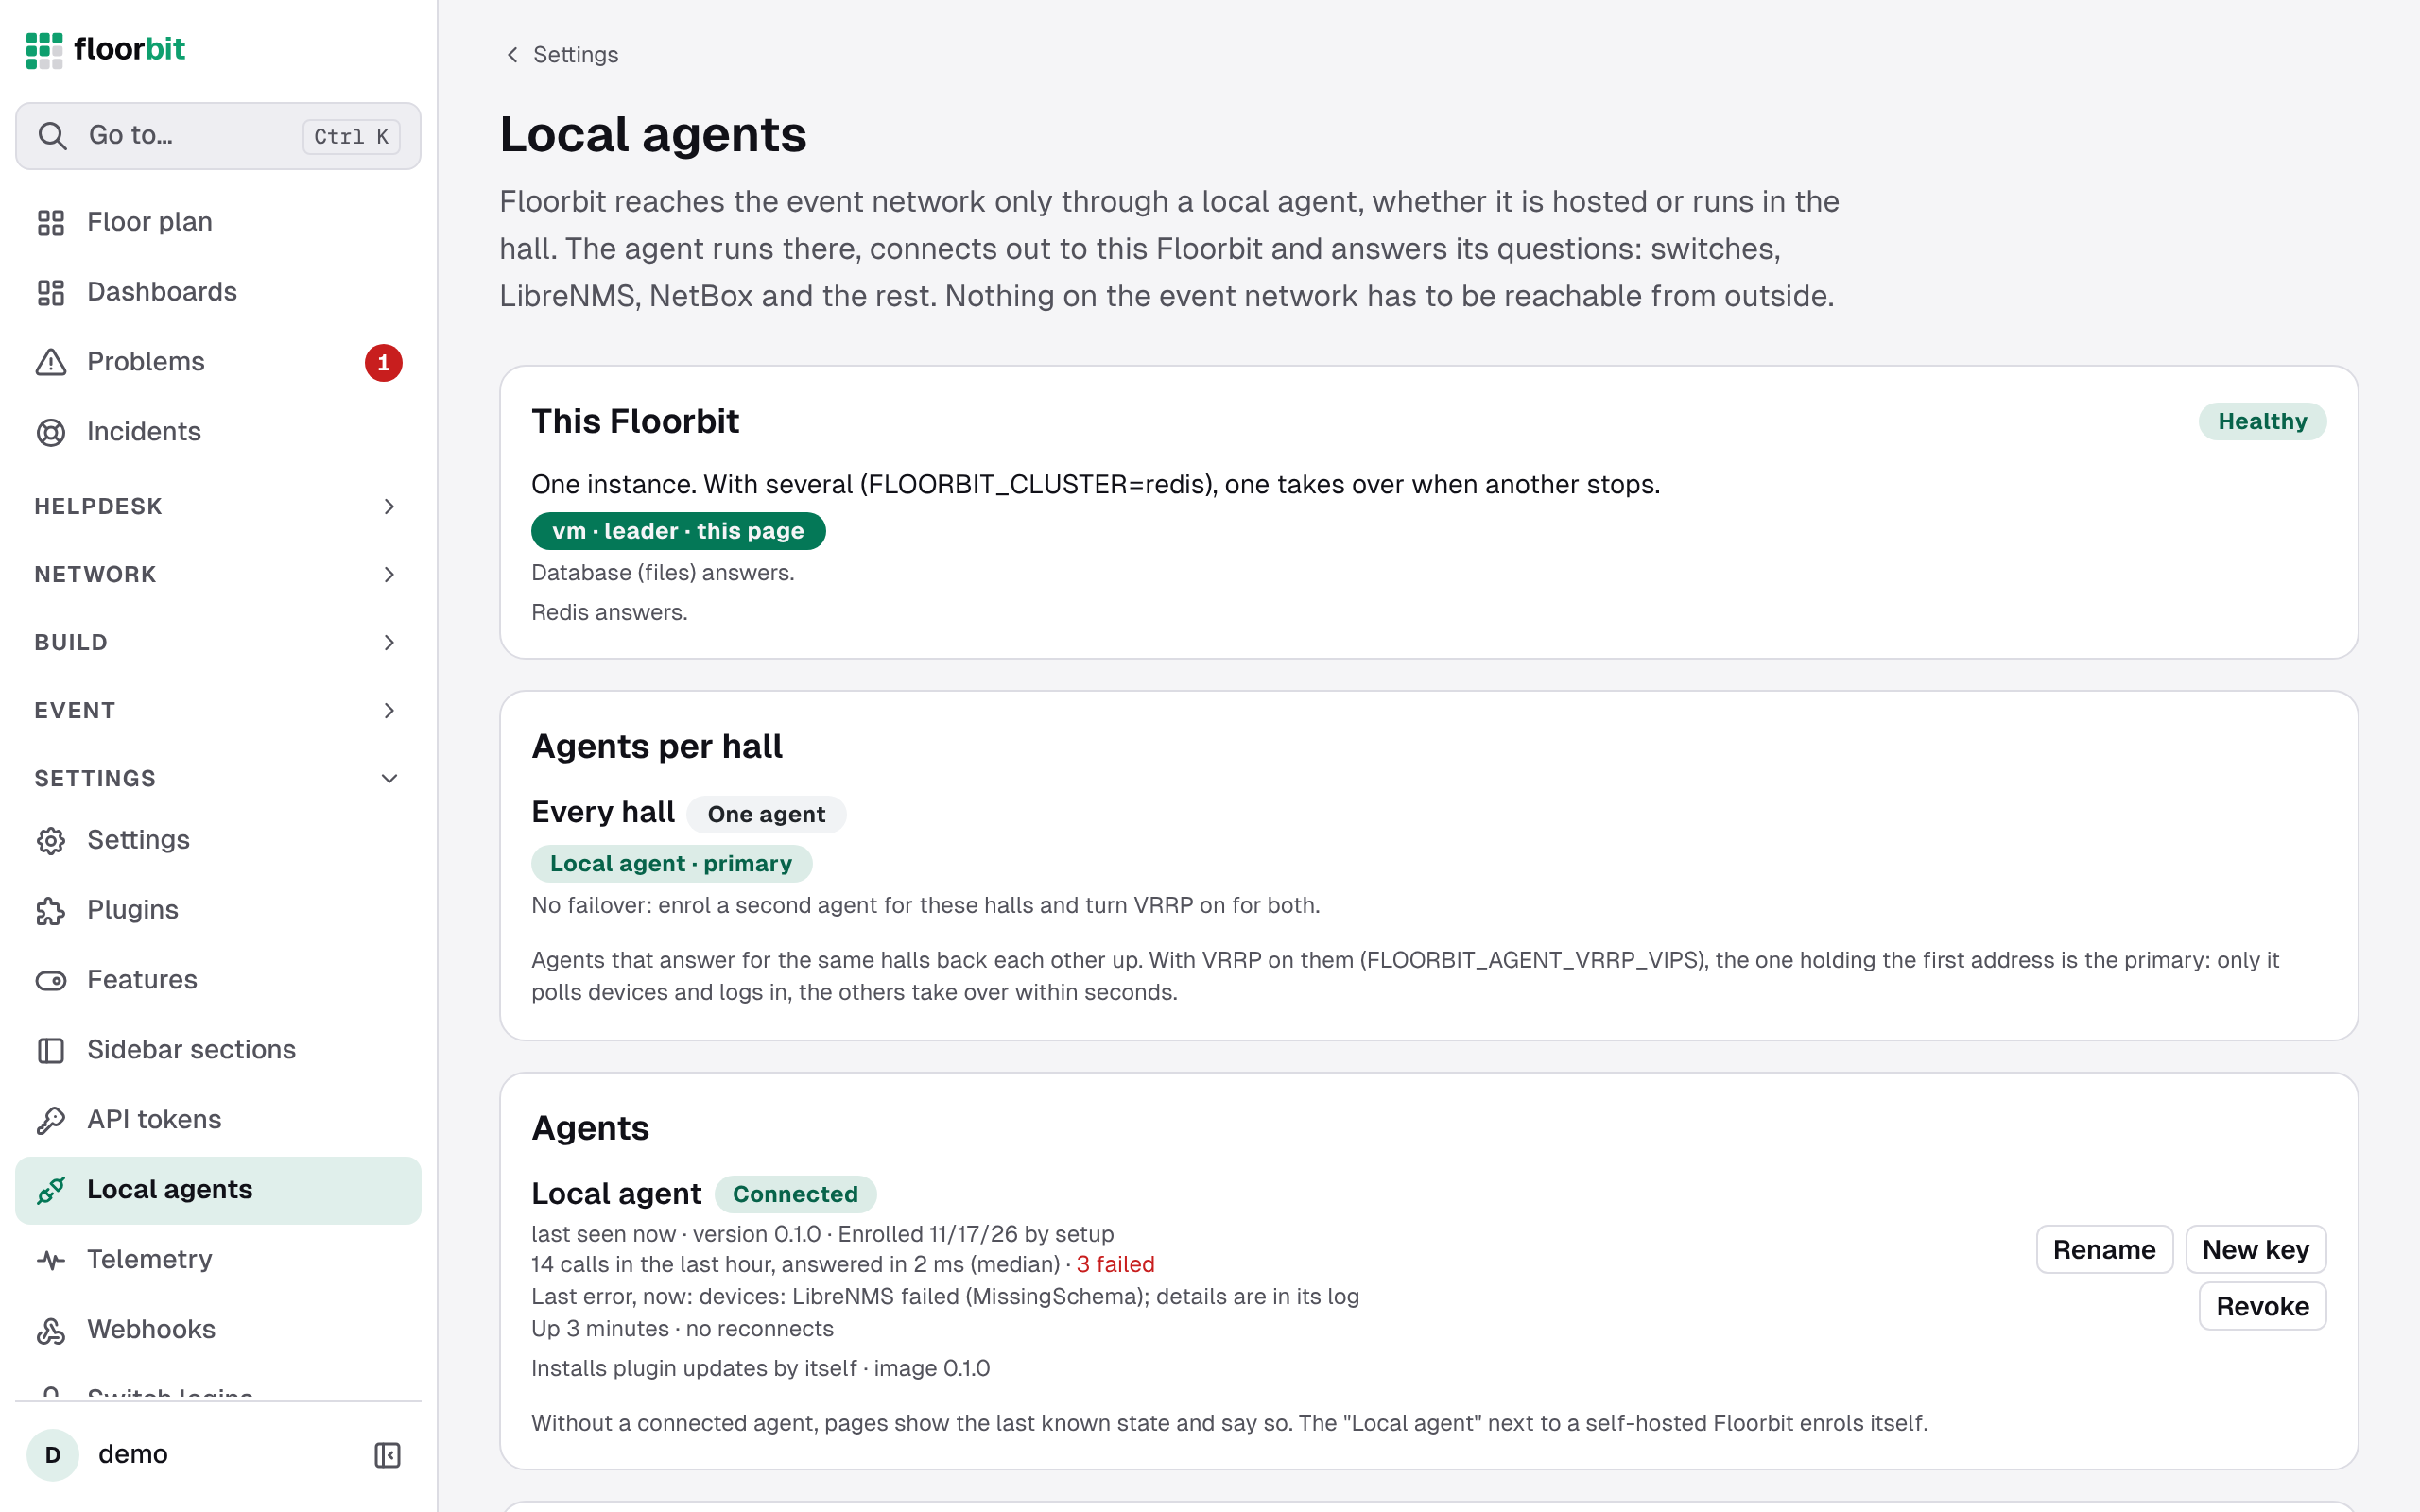 floorbit
Go to...
Ctrl K
Floor plan
Dashboards
Problems
1
Incidents
HELPDESK
NETWORK
BUILD
EVENT
SETTINGS
Settings
Plugins
Features
Sidebar sections
API tokens
Local agents
Telemetry
Webhooks
Switch logins
D
demo
Settings
Local agents
Floorbit reaches the event network only through a local agent, whether it is hosted or runs in the
hall. The agent runs there, connects out to this Floorbit and answers its questions: switches,
LibreNMS, NetBox and the rest. Nothing on the event network has to be reachable from outside.
This Floorbit
Healthy
One instance. With several (FLOORBIT_CLUSTER=redis), one takes over when another stops.
vm · leader · this page
Database (files) answers.
Redis answers.
Agents per hall
Every hall
One agent
Local agent · primary
No failover: enrol a second agent for these halls and turn VRRP on for both.
Agents that answer for the same halls back each other up. With VRRP on them (FLOORBIT_AGENT_VRRP_VIPS), the one holding the first address is the primary: only it
polls devices and logs in, the others take over within seconds.
Agents
Local agent
Connected
last seen now · version 0.1.0 · Enrolled 11/17/26 by setup
14 calls in the last hour, answered in 2 ms (median) · 3 failed
Last error, now: devices: LibreNMS failed (MissingSchema); details are in its log
Up 3 minutes · no reconnects
Installs plugin updates by itself · image 0.1.0
Rename
New key
Revoke
Without a connected agent, pages show the last known state and say so. The "Local agent" next to a self-hosted Floorbit enrols itself.